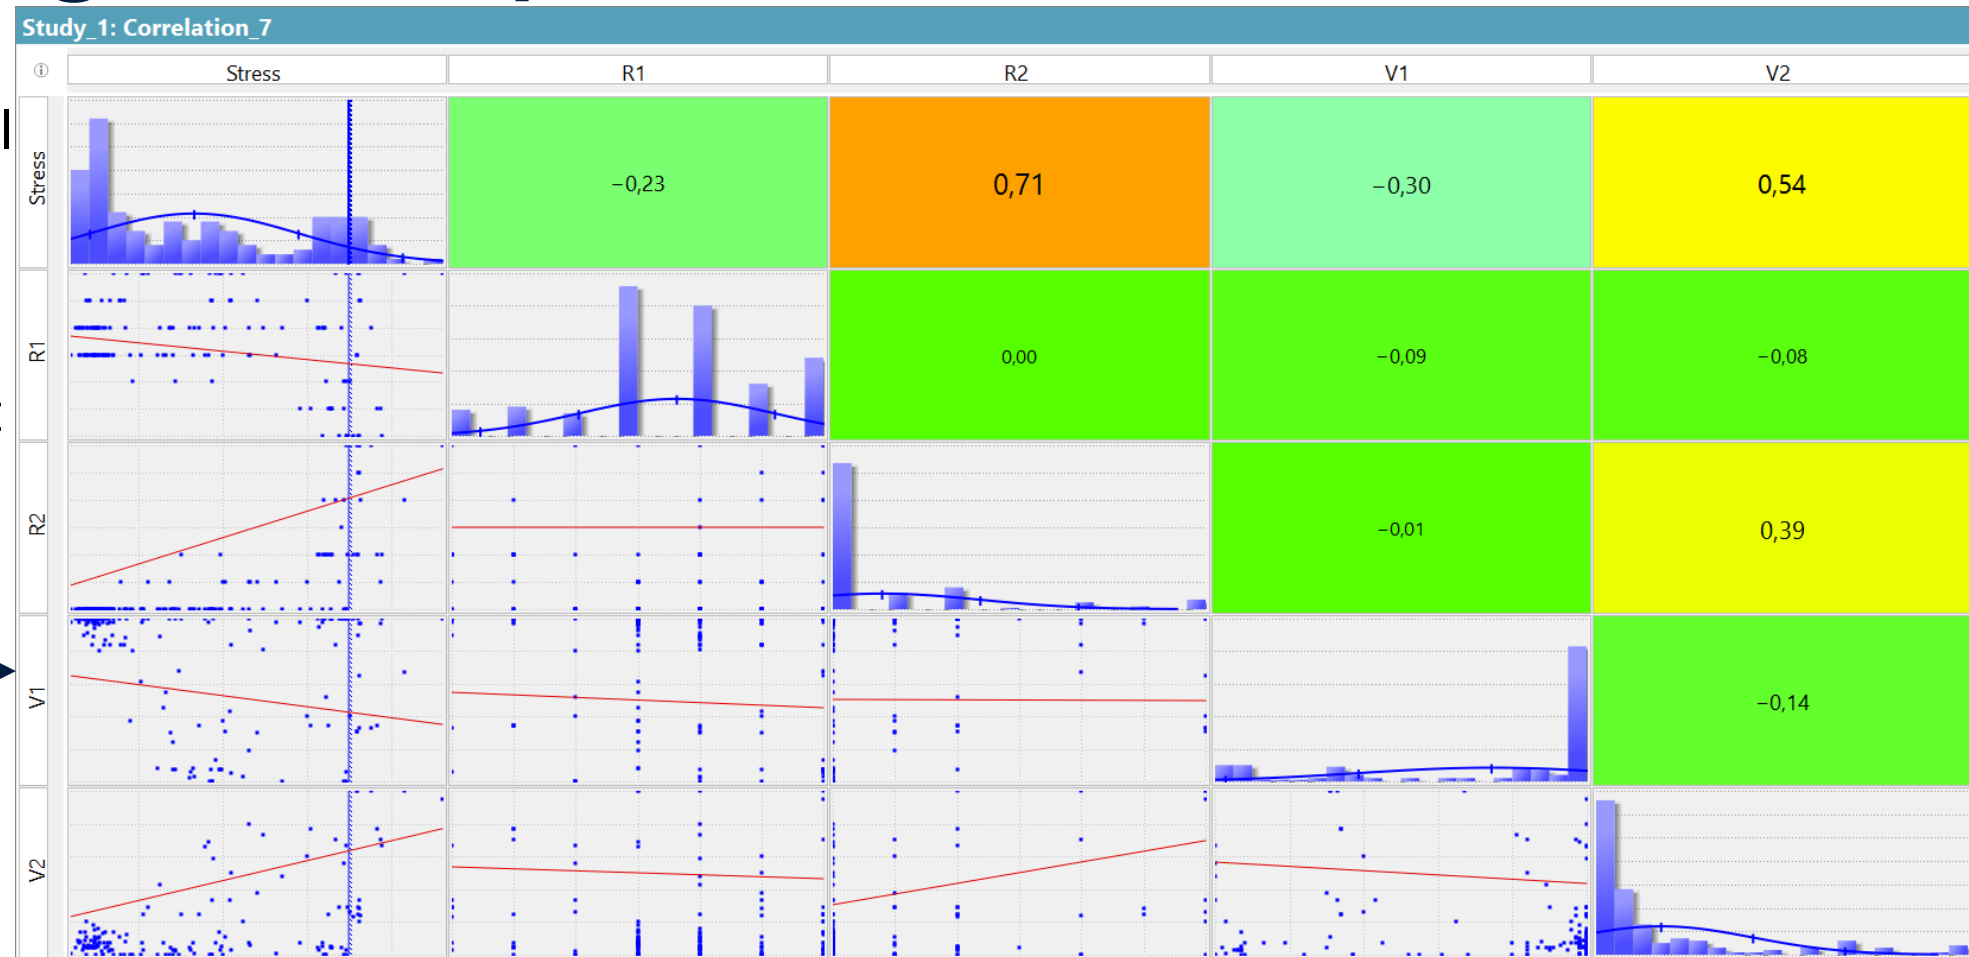 Study_1: Correlation_7
Stress R1 R2 V1 V2
Stress −0,23 0,71 −0,30 0,54
R1 0,00 −0,09 −0,08
R2 −0,01 0,39
V1 −0,14
V2